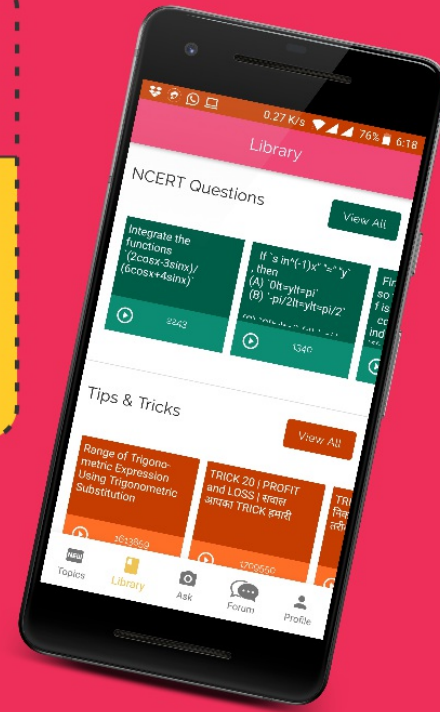 0.27 K/s 76% 6:18
Library
NCERT Questions
View All
Integrate the
functions
`(2cosx-3sinx)/
(6cosx+4sinx)`
2243
If `s in^(-1)x" "=" "y`
, then
(A) `0lt=ylt=pi`
(B) `-pi/2lt=ylt=pi/2`
1340
Tips & Tricks
View All
Range of Trigono-
metric Expression
Using Trigonometric
Substitution
1613859
TRICK 20 | PROFIT
and LOSS | सवाल
आपका TRICK हमारी
1709550
NEW
Topics
Library
Ask
Forum
Profile